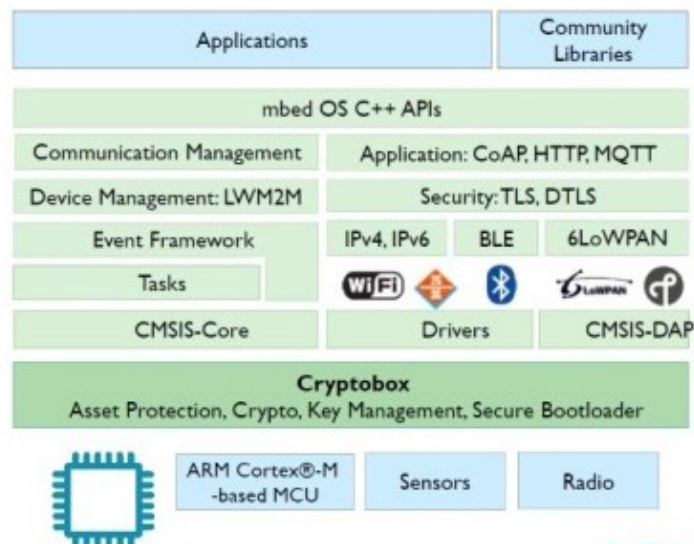 Applications
Community
Libraries
mbed OS C++ APIs
Communication Management
Application: CoAP, HTTP, MQTT
Device Management: LWM2M
Security: TLS, DTLS
Event Framework
IPv4, IPv6
BLE
6LoWPAN
Tasks
WiFi
6LoWPAN
CMSIS-Core
Drivers
CMSIS-DAP
Cryptobox
Asset Protection, Crypto, Key Management, Secure Bootloader
ARM Cortex®-M
-based MCU
Sensors
Radio